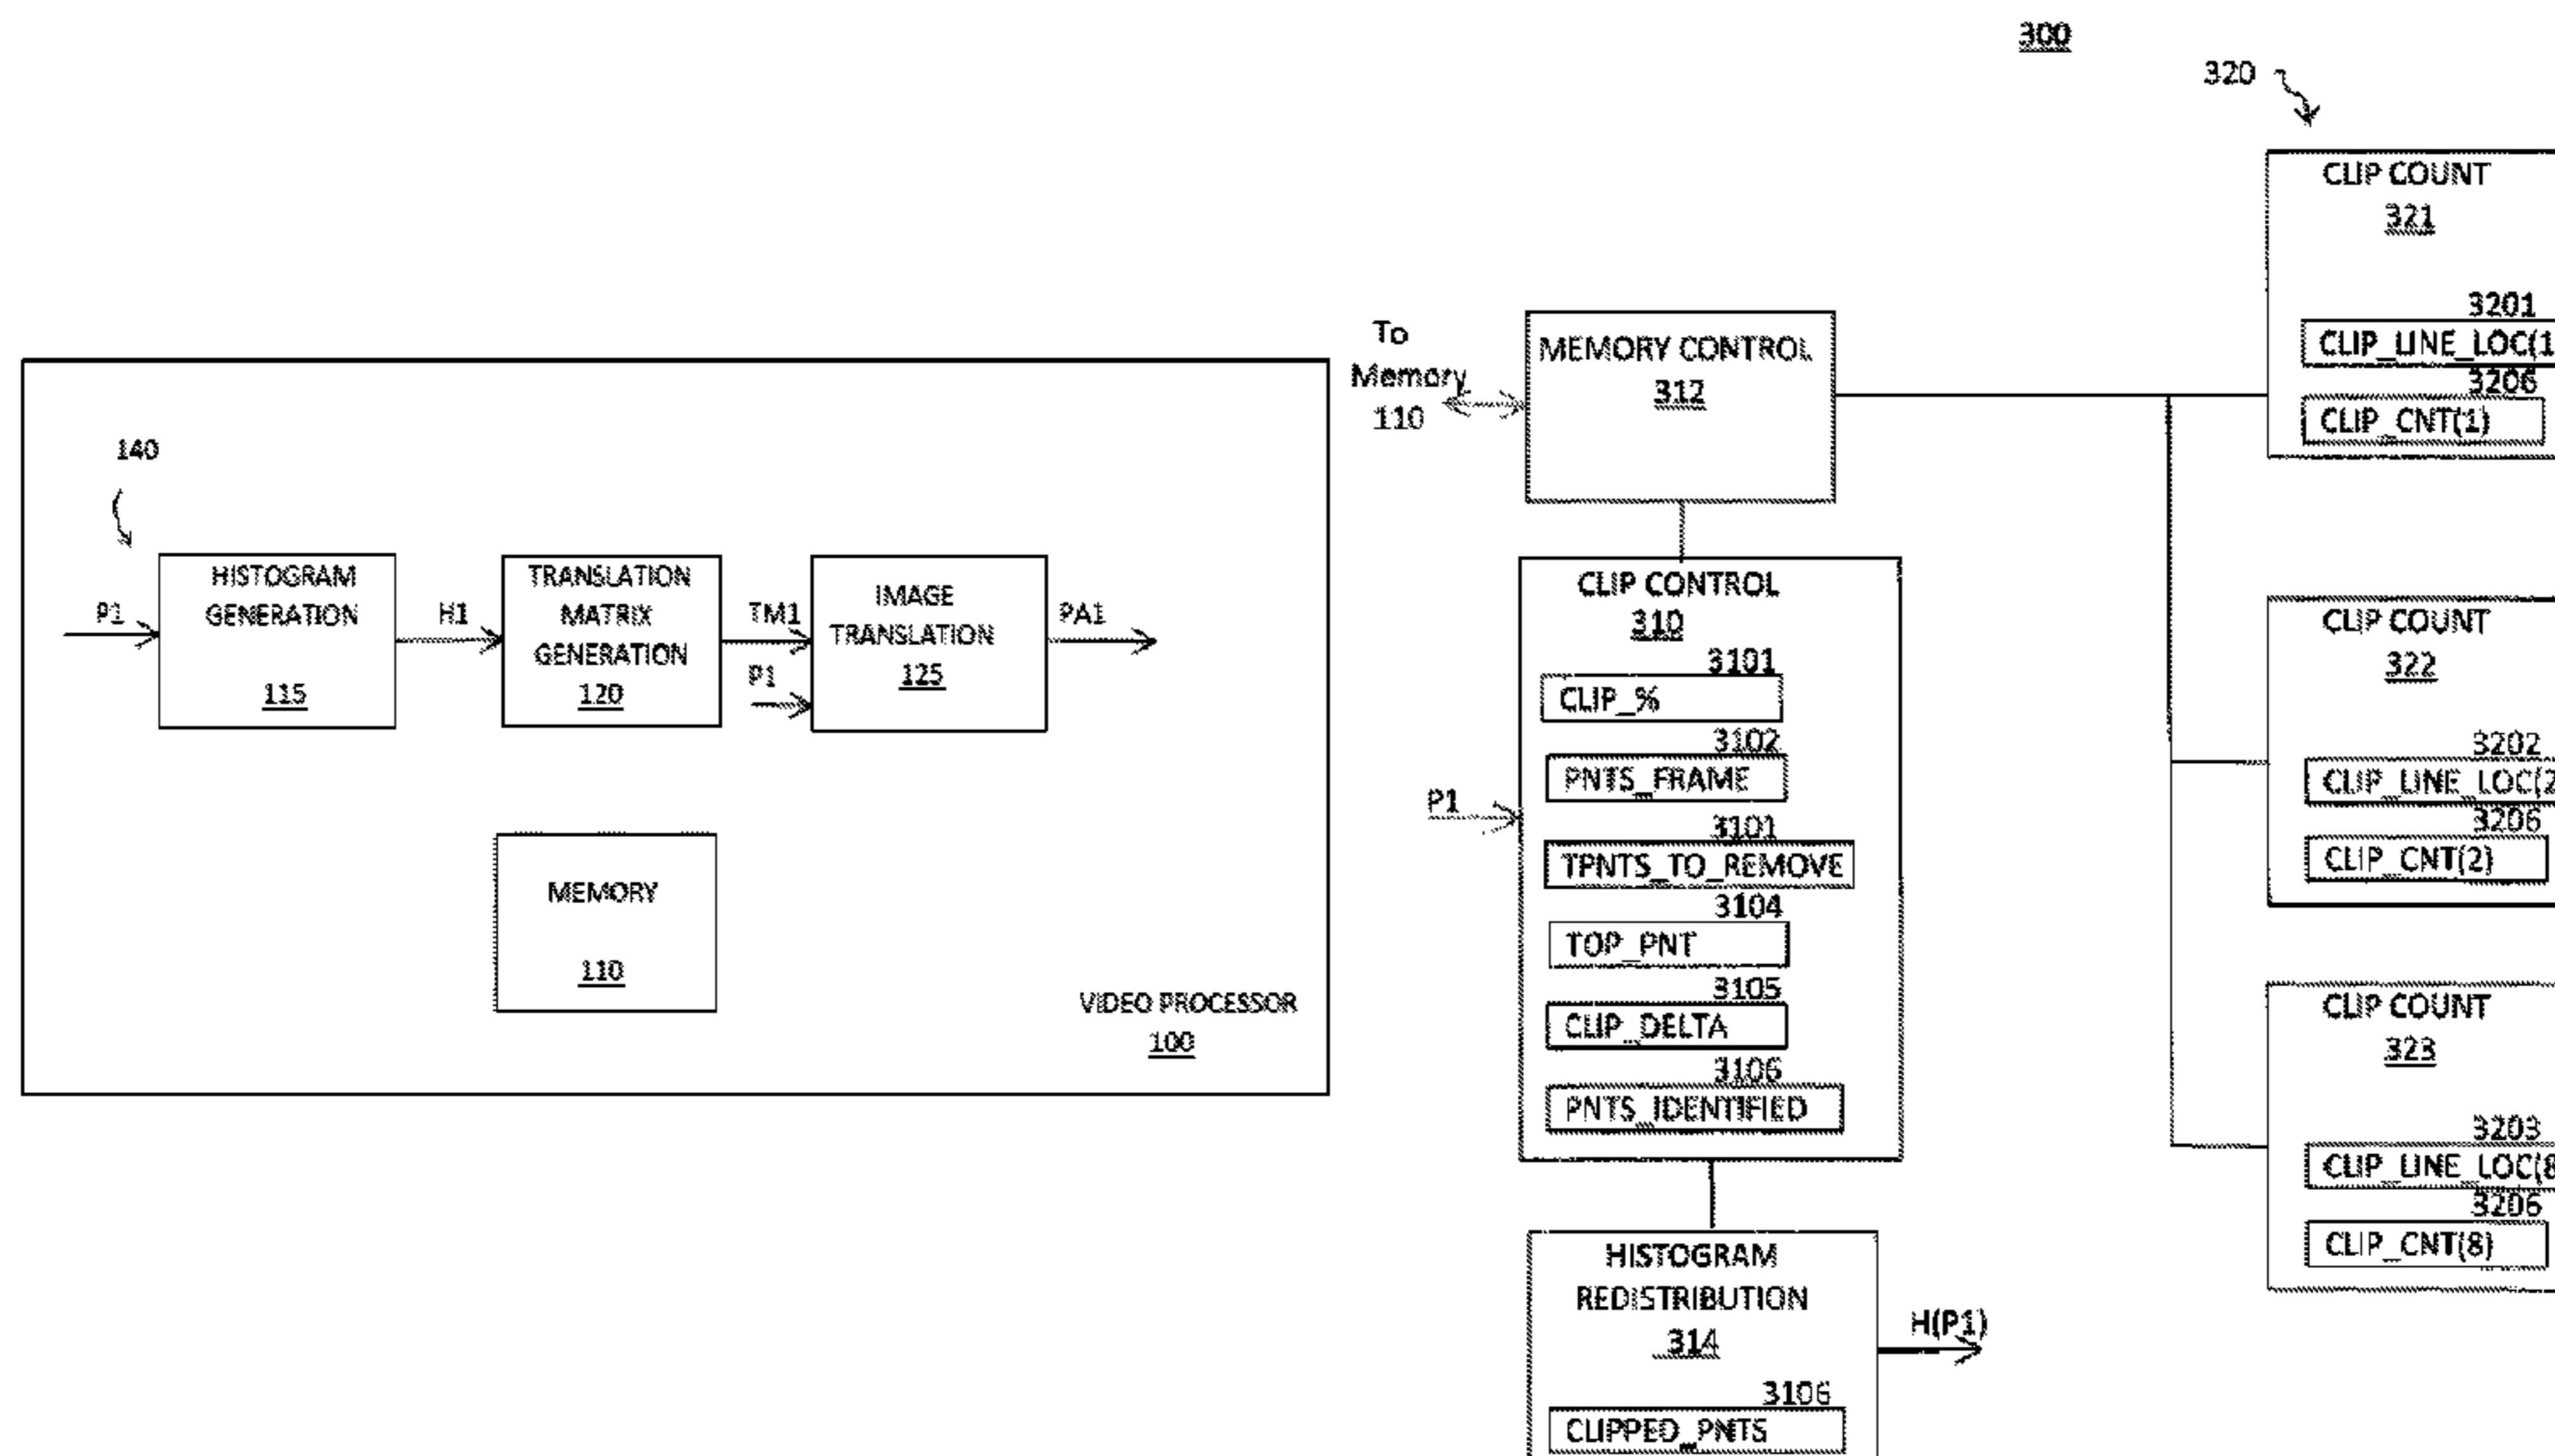 140
P1
HISTOGRAM
GENERATION
115
H1
TRANSLATION
MATRIX
GENERATION
120
TM1
P1
IMAGE
TRANSLATION
125
PA1
MEMORY
110
VIDEO PROCESSOR
100
300
320
To
Memory
110
MEMORY CONTROL
312
P1
CLIP CONTROL
310
3101
CLIP_%
3102
PNTS_FRAME
3101
TPNTS_TO_REMOVE
3104
TOP_PNT
3105
CLIP_DELTA
3106
PNTS_IDENTIFIED
HISTOGRAM
REDISTRIBUTION
314
3106
CLIPPED_PNTS
H(P1)
CLIP COUNT
321
3201
CLIP_LINE_LOC(1
3206
CLIP_CNT(1)
CLIP COUNT
322
3202
CLIP_LINE_LOC(2
3206
CLIP_CNT(2)
CLIP COUNT
323
3203
CLIP_LINE_LOC(8
3206
CLIP_CNT(8)